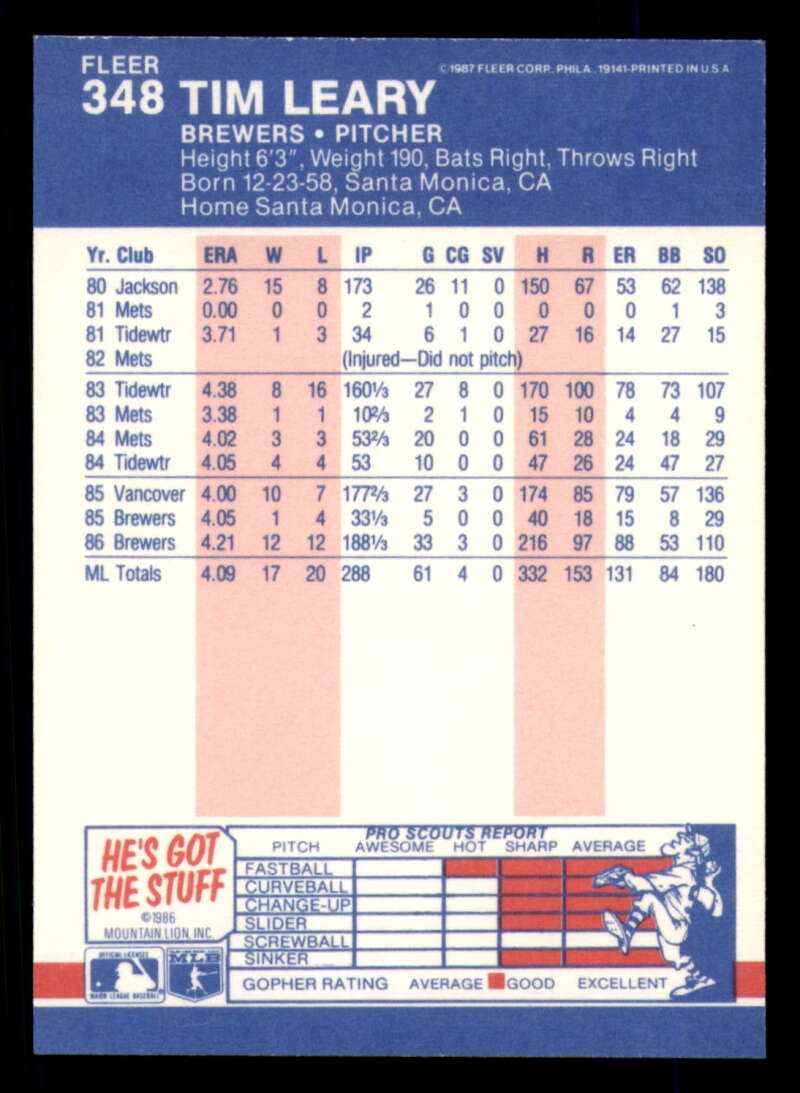 FLEER
©1987 FLEER CORP. PHILA. 19141-PRINTED IN U S A
348 TIM LEARY
BREWERS • PITCHER
Height 6'3", Weight 190, Bats Right, Throws Right
Born 12-23-58, Santa Monica, CA
Home Santa Monica, CA
Yr. Club ERA W L IP G CG SV H R ER BB SO
80 Jackson 2.76 15 8 173 26 11 0 150 67 53 62 138
81 Mets 0.00 0 0 2 1 0 0 0 0 0 1 3
81 Tidewtr 3.71 1 3 34 6 1 0 27 16 14 27 15
82 Mets (Injured—Did not pitch)
83 Tidewtr 4.38 8 16 160⅓ 27 8 0 170 100 78 73 107
83 Mets 3.38 1 1 10⅔ 2 1 0 15 10 4 4 9
84 Mets 4.02 3 3 53⅔ 20 0 0 61 28 24 18 29
84 Tidewtr 4.05 4 4 53 10 0 0 47 26 24 47 27
85 Vancover 4.00 10 7 177⅔ 27 3 0 174 85 79 57 136
85 Brewers 4.05 1 4 33⅓ 5 0 0 40 18 15 8 29
86 Brewers 4.21 12 12 188⅓ 33 3 0 216 97 88 53 110
ML Totals 4.09 17 20 288 61 4 0 332 153 131 84 180
HE'S GOT
THE STUFF
©1986
MOUNTAIN LION, INC.
OFFICIAL LICENSEE
MAJOR LEAGUE BASEBALL
MLB
PRO SCOUTS REPORT
PITCH AWESOME HOT SHARP AVERAGE
FASTBALL
CURVEBALL
CHANGE-UP
SLIDER
SCREWBALL
SINKER
GOPHER RATING AVERAGE GOOD EXCELLENT